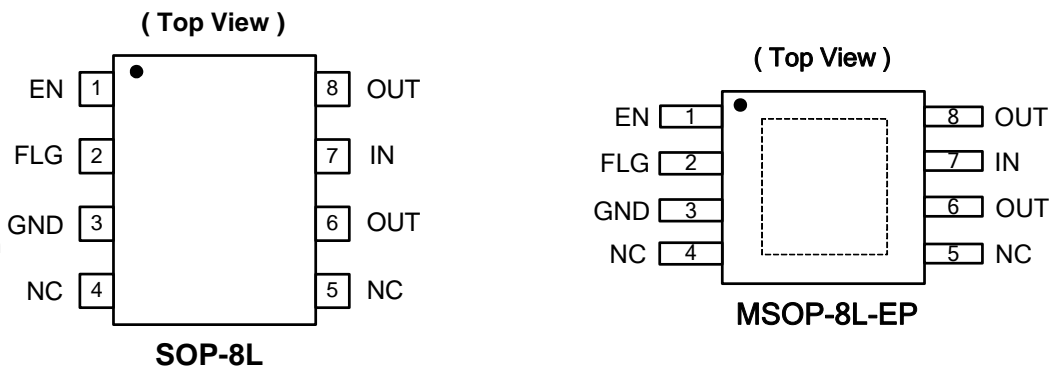 ( Top View )
EN 1 8 OUT
FLG 2 7 IN
GND 3 6 OUT
NC 4 5 NC
SOP-8L
( Top View )
EN 1 8 OUT
FLG 2 7 IN
GND 3 6 OUT
NC 4 5 NC
MSOP-8L-EP